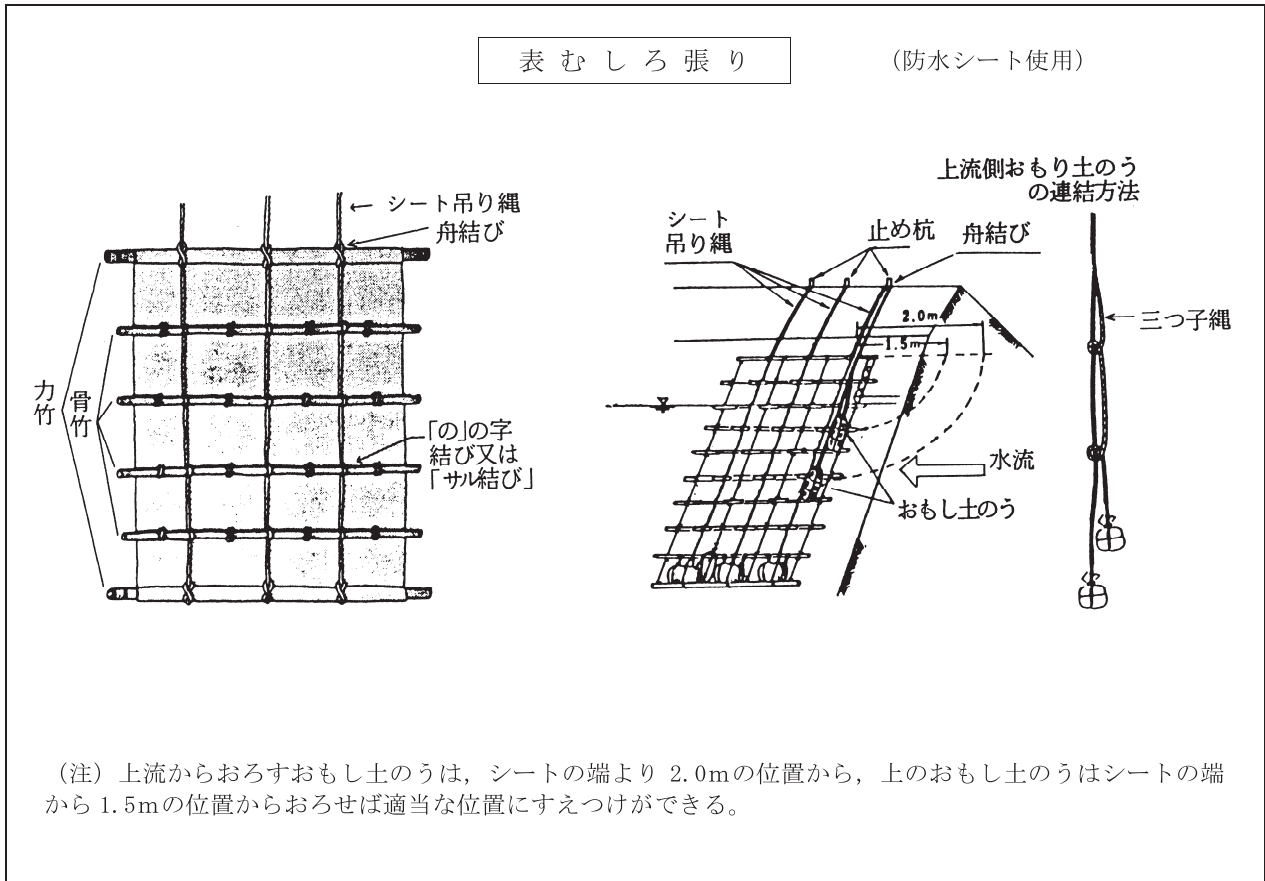 表むしろ張り
（防水シート使用）
シート吊り縄
舟結び
力竹
骨竹
「の」の字
結び又は
「サル結び」
シート
吊り縄
止め杭
舟結び
2.0m
1.5m
水流
おもし土のう
上流側おもり土のう
の連結方法
三つ子縄
（注）上流からおろすおもし土のうは，シートの端より 2.0mの位置から，上のおもし土のうはシートの端
から 1.5mの位置からおろせば適当な位置にすえつけができる。